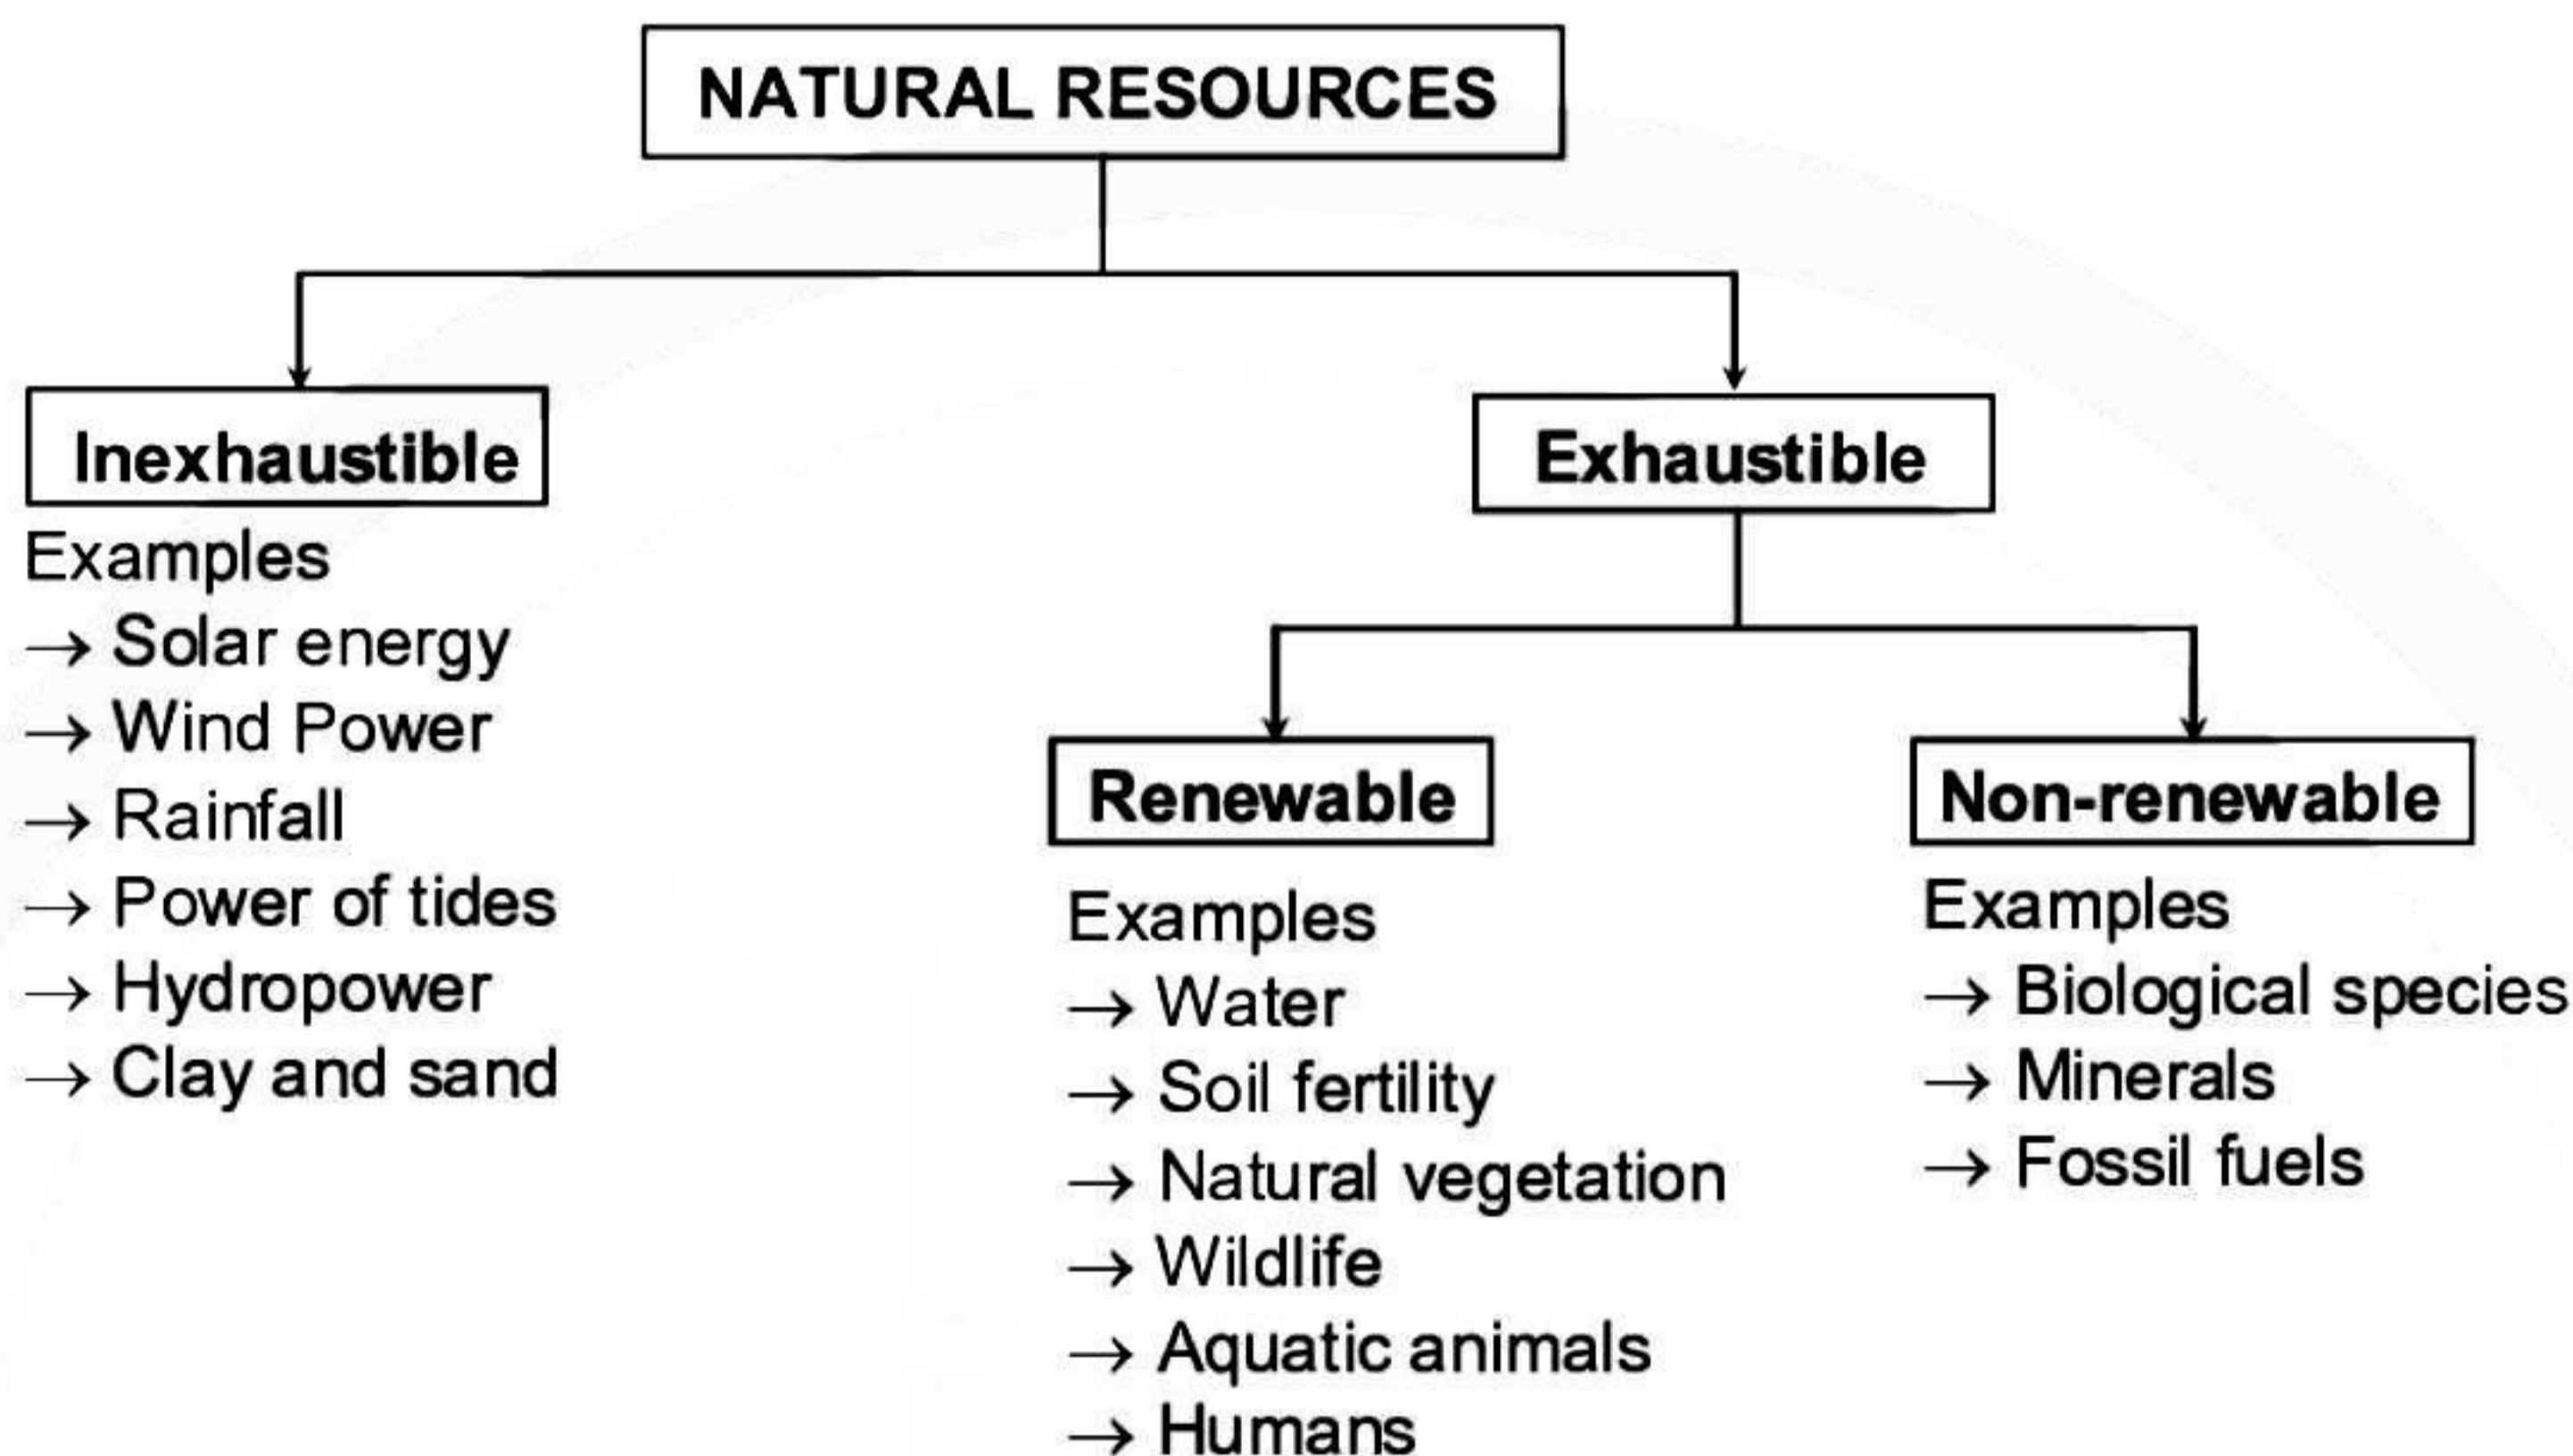 NATURAL RESOURCES
Inexhaustible
Examples
→ Solar energy
→ Wind Power
→ Rainfall
→ Power of tides
→ Hydropower
→ Clay and sand
Exhaustible
Renewable
Examples
→ Water
→ Soil fertility
→ Natural vegetation
→ Wildlife
→ Aquatic animals
→ Humans
Non-renewable
Examples
→ Biological species
→ Minerals
→ Fossil fuels